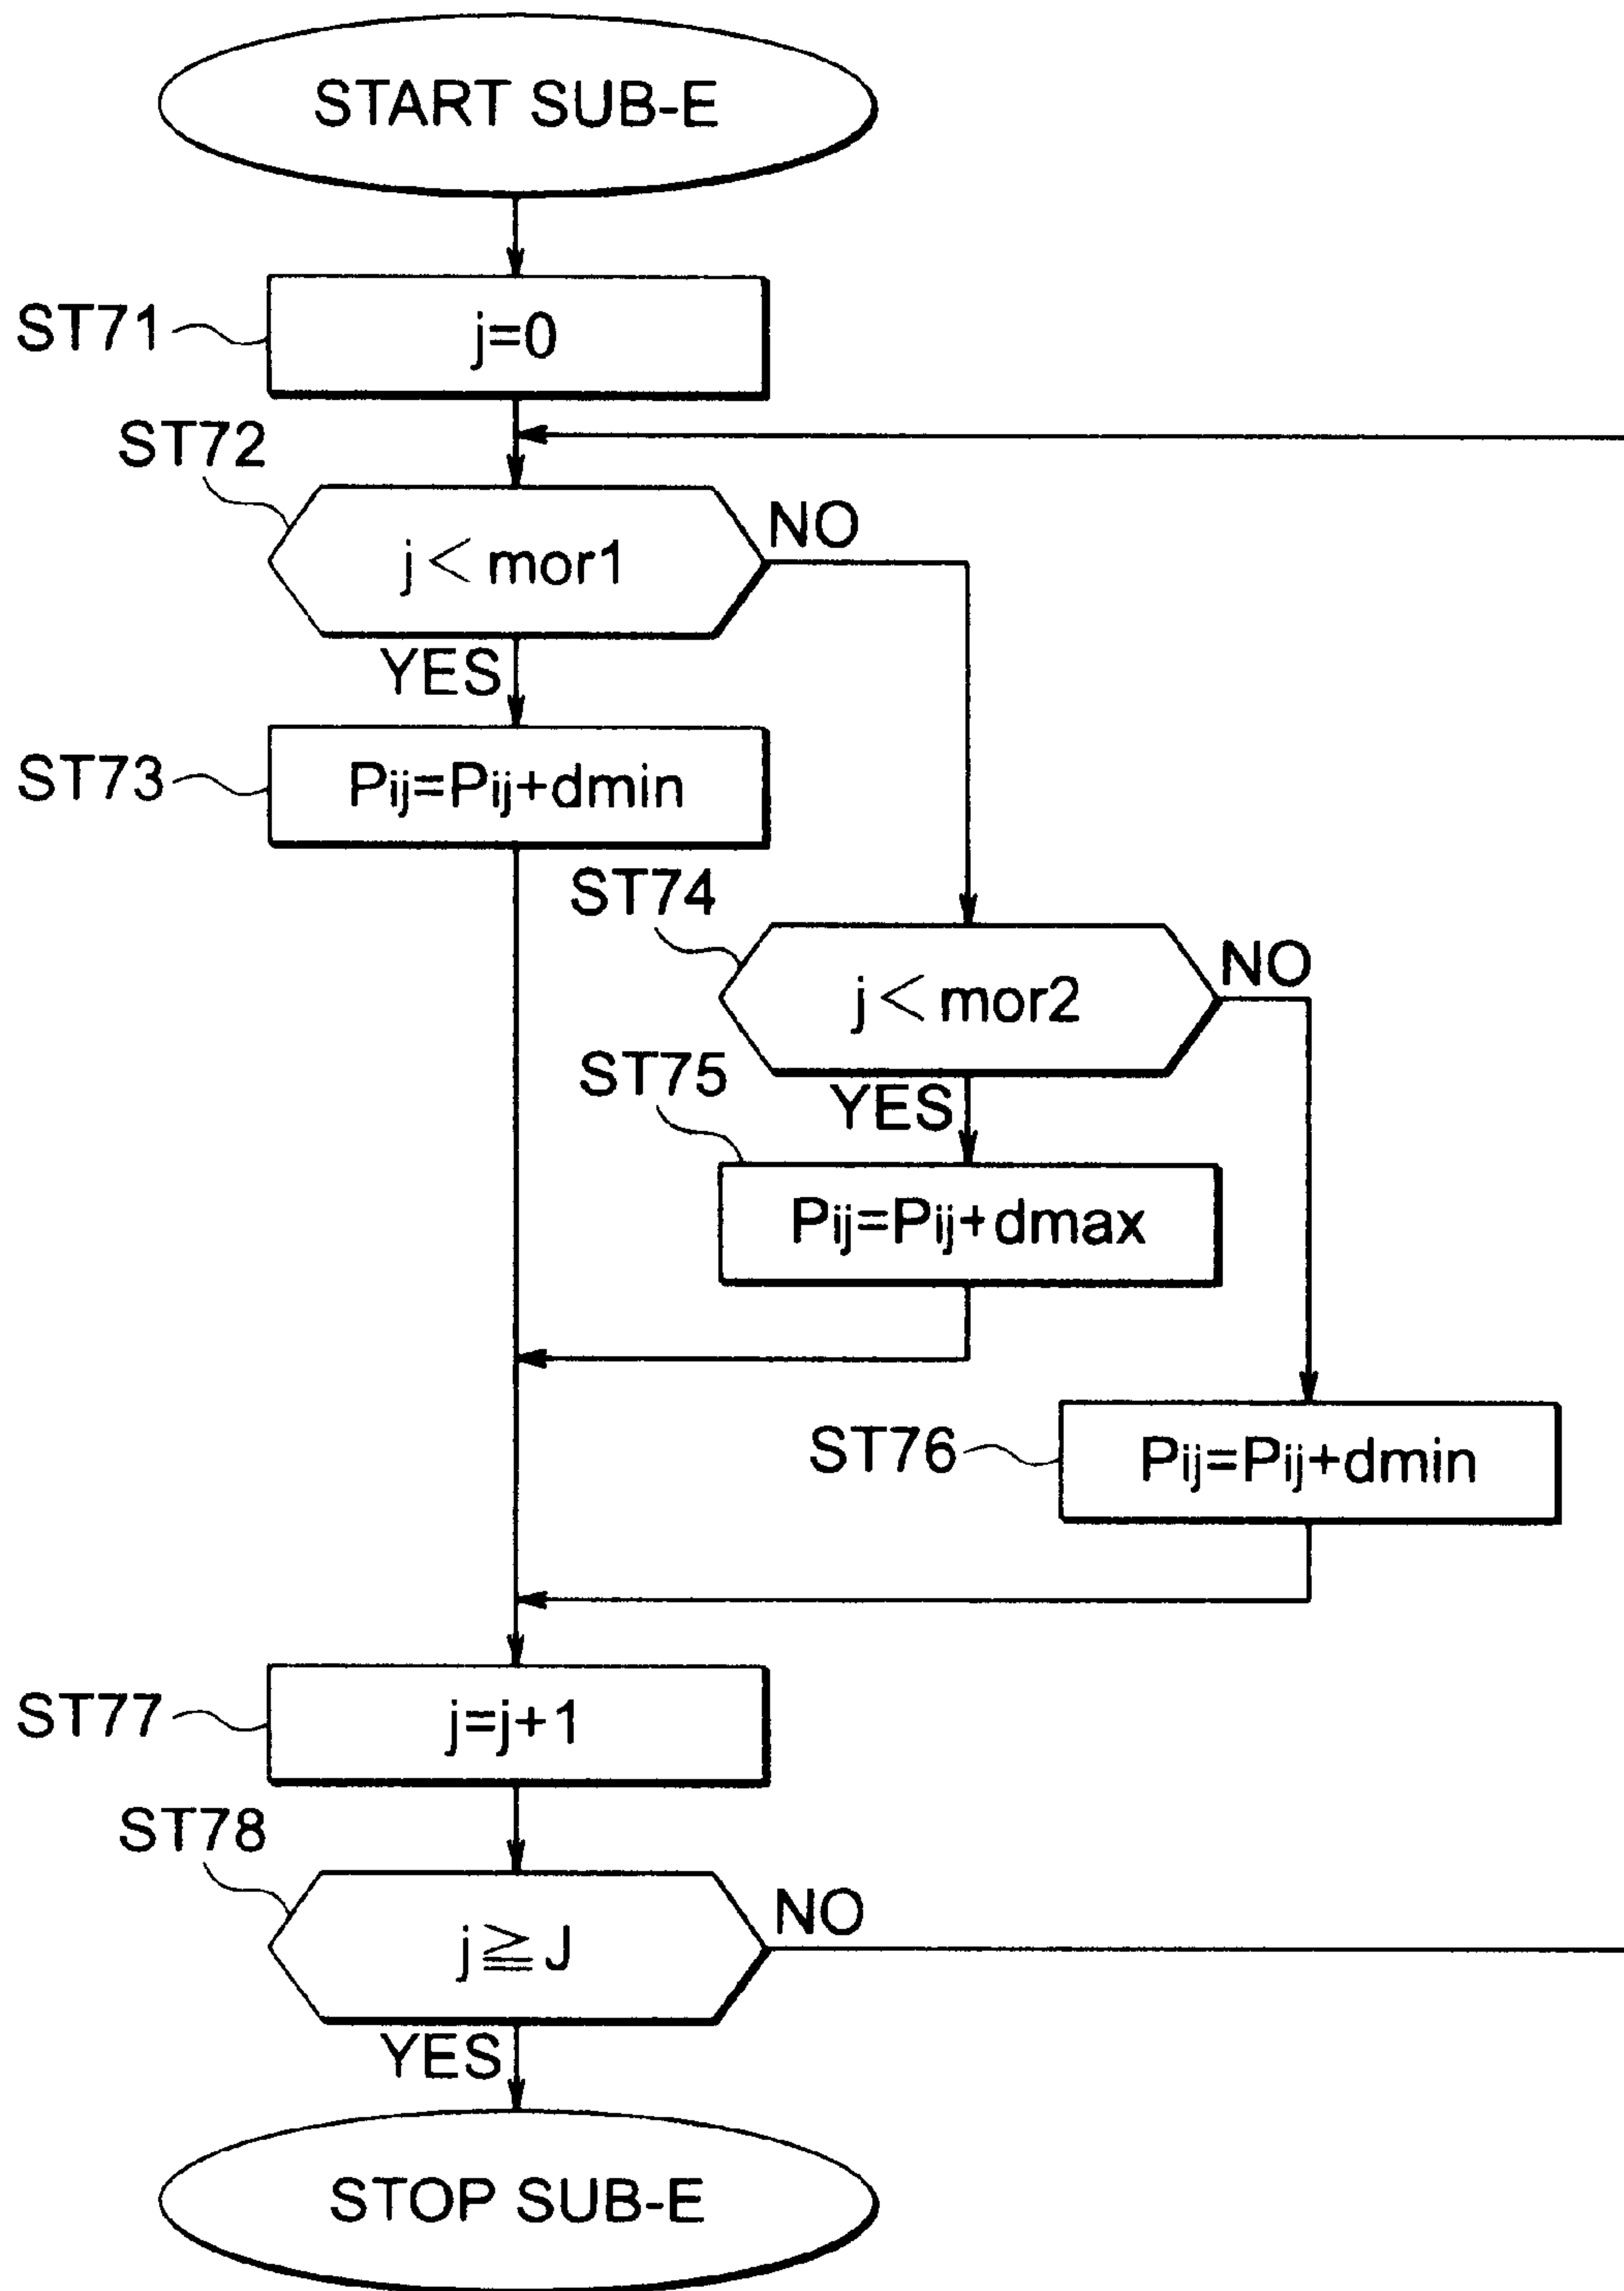 START SUB-E
ST71
j=0
ST72
j<mor1
NO
YES
ST73
Pij=Pij+dmin
ST74
j<mor2
NO
ST75
YES
Pij=Pij+dmax
ST76
Pij=Pij+dmin
ST77
j=j+1
ST78
j≧J
NO
YES
STOP SUB-E